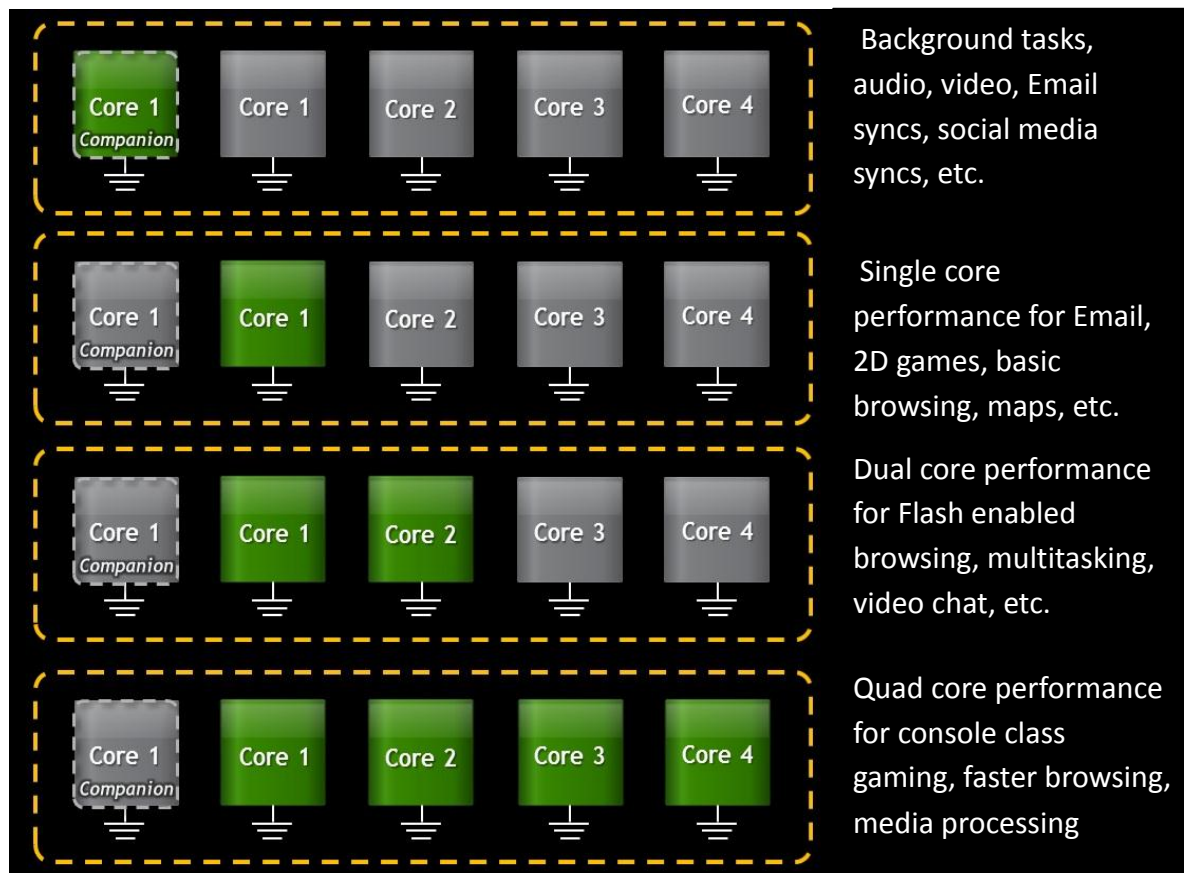 Core 1
Companion
Core 1
Core 2
Core 3
Core 4
Background tasks,
audio, video, Email
syncs, social media
syncs, etc.
Core 1
Companion
Core 1
Core 2
Core 3
Core 4
Single core
performance for Email,
2D games, basic
browsing, maps, etc.
Core 1
Companion
Core 1
Core 2
Core 3
Core 4
Dual core performance
for Flash enabled
browsing, multitasking,
video chat, etc.
Core 1
Companion
Core 1
Core 2
Core 3
Core 4
Quad core performance
for console class
gaming, faster browsing,
media processing